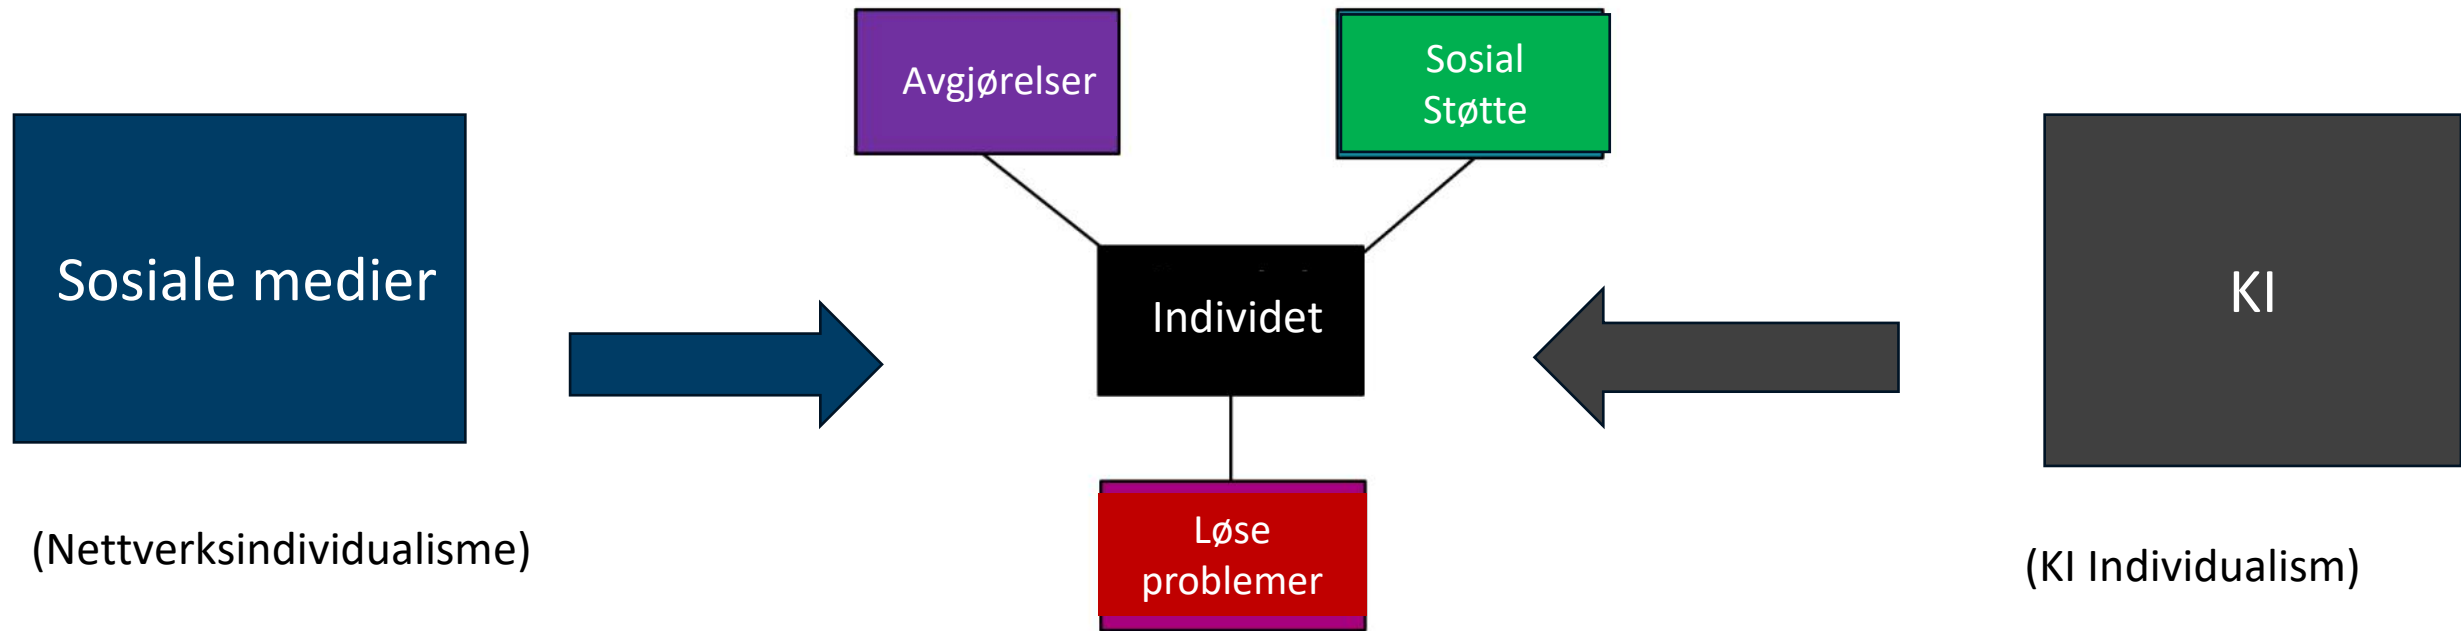 Avgjørelser
Sosial
Støtte
Sosiale medier
Individet
KI
Løse
problemer
(Nettverksindividualisme)
(KI Individualism)